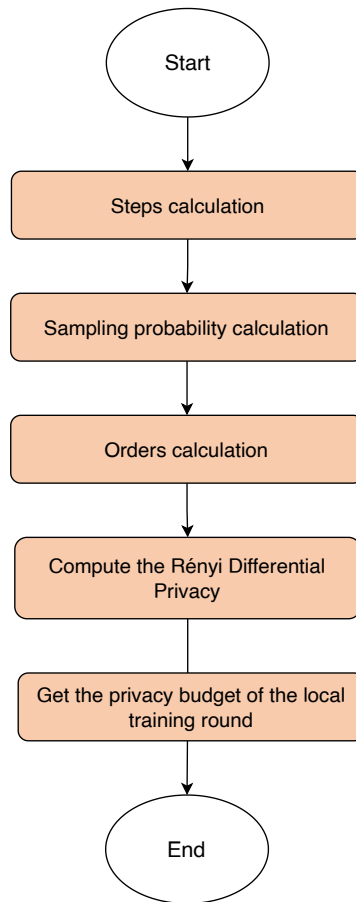 Start
Steps calculation
Sampling probability calculation
Orders calculation
Compute the Rényi Differential
Privacy
Get the privacy budget of the local
training round
End